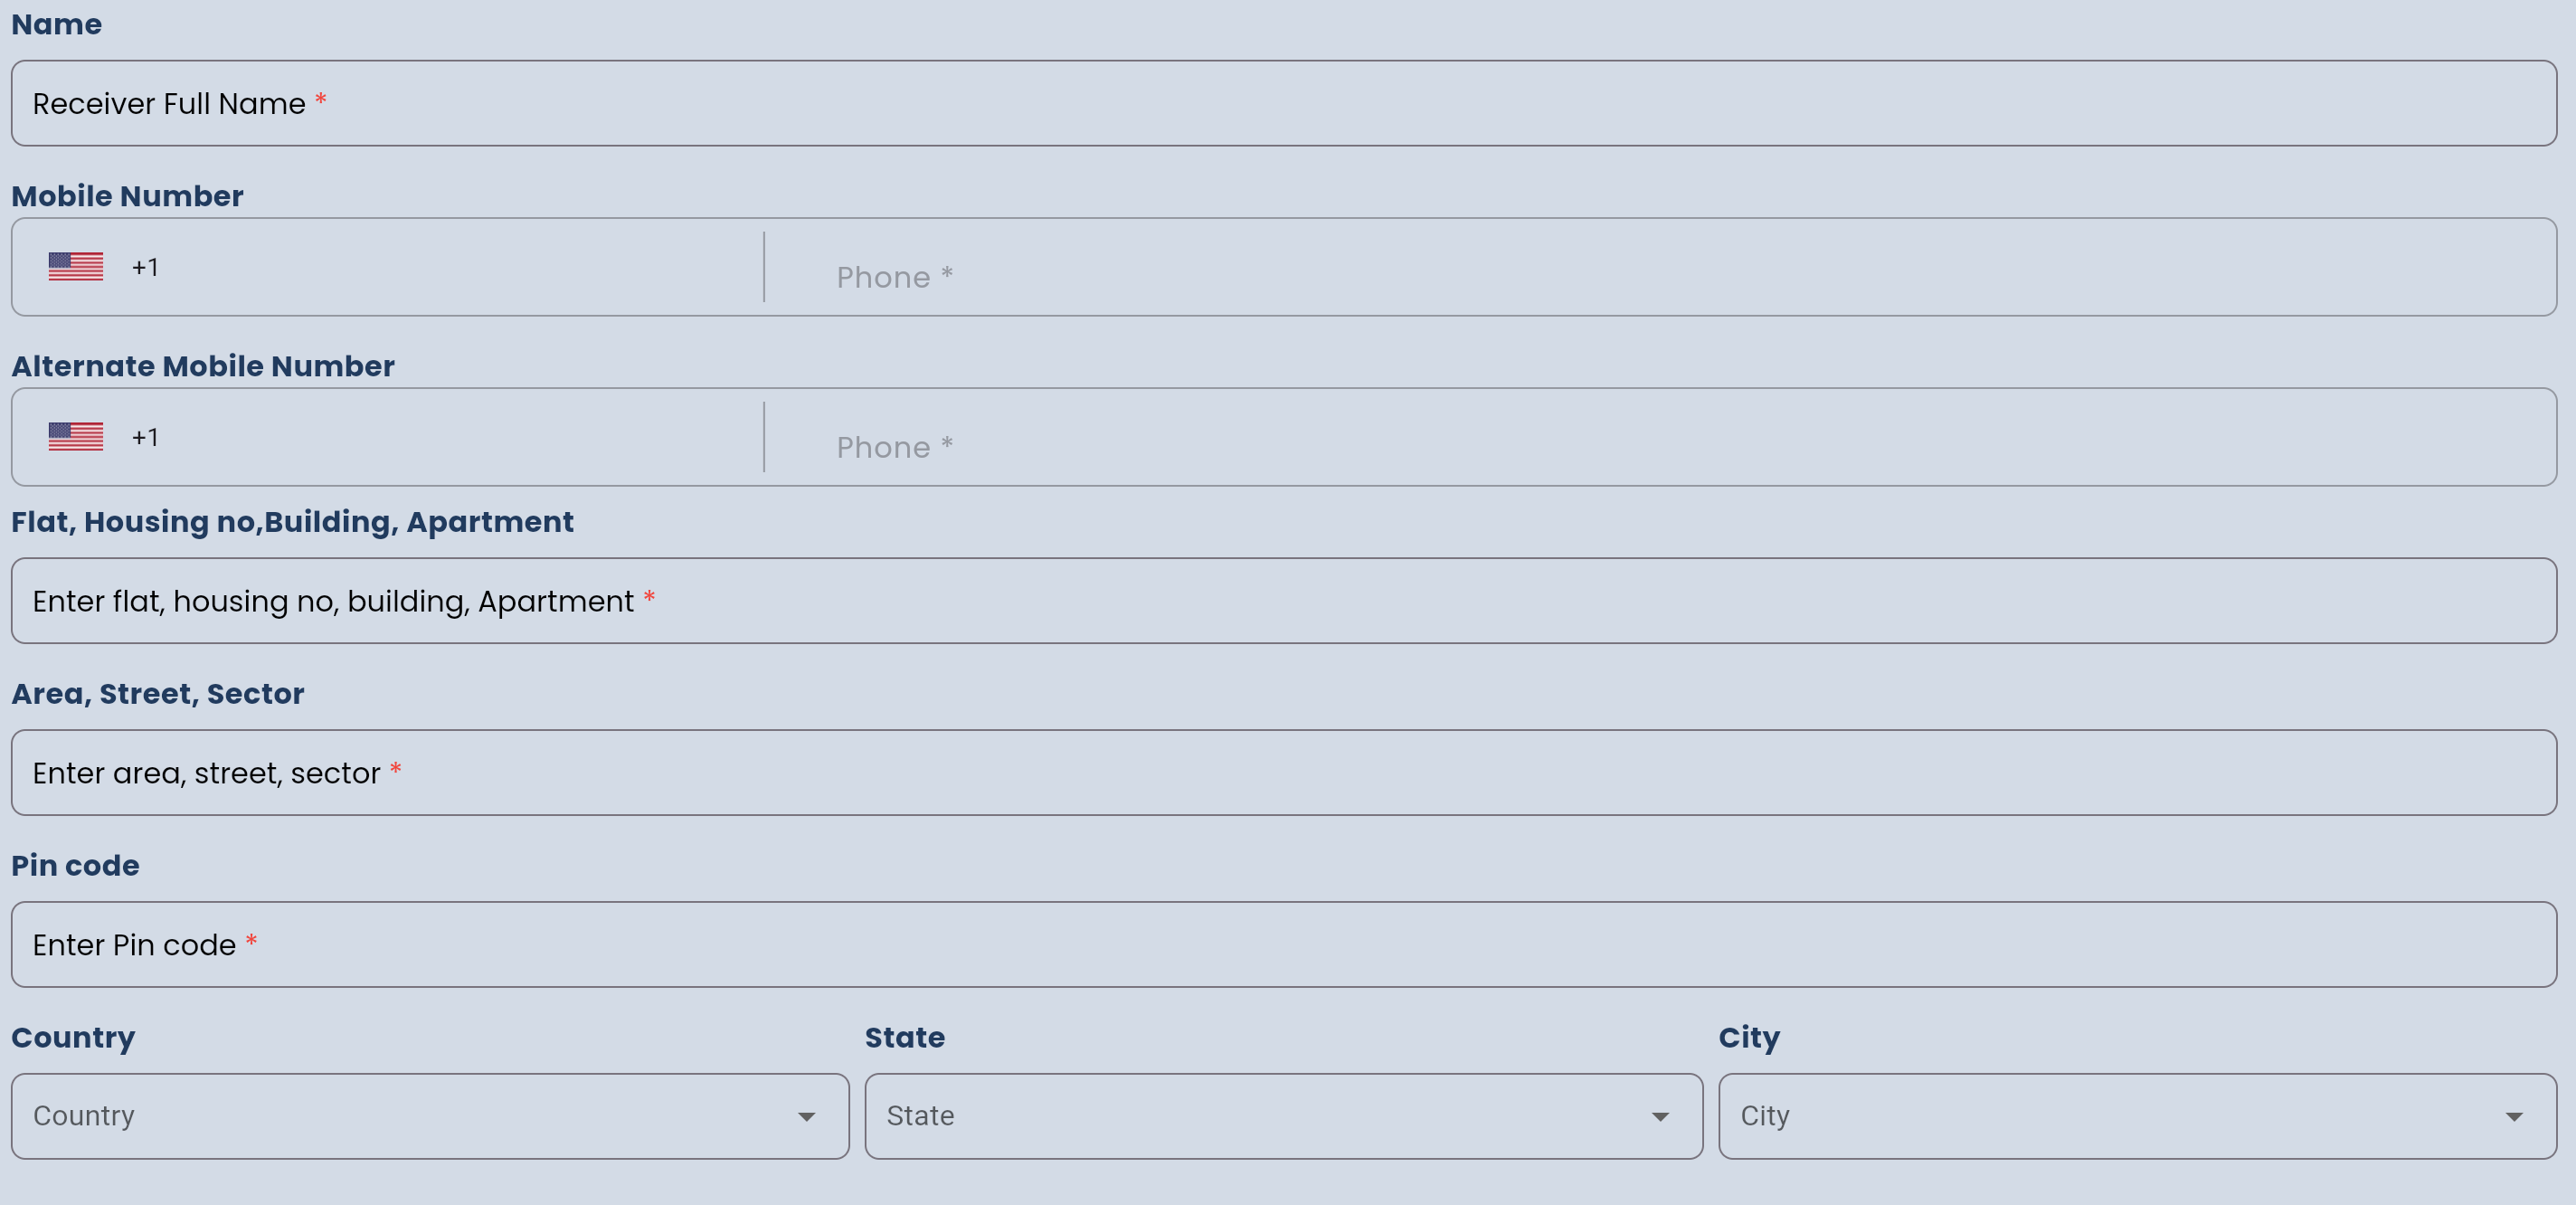 Name
Receiver Full Name *
Mobile Number
+1 Phone *
Alternate Mobile Number
+1 Phone *
Flat, Housing no,Building, Apartment
Enter flat, housing no, building, Apartment *
Area, Street, Sector
Enter area, street, sector *
Pin code
Enter Pin code *
Country State City
Country State City